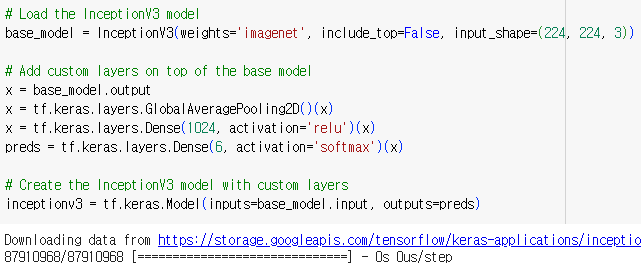 # Load the InceptionV3 model
base_model = InceptionV3(weights='imagenet', include_top=False, input_shape=(224, 224, 3))
# Add custom layers on top of the base model
x = base_model.output
x = tf.keras.layers.GlobalAveragePooling2D()(x)
x = tf.keras.layers.Dense(1024, activation='relu')(x)
preds = tf.keras.layers.Dense(6, activation='softmax')(x)
# Create the InceptionV3 model with custom layers
inceptionv3 = tf.keras.Model(inputs=base_model.input, outputs=preds)
Downloading data from https://storage.googleapis.com/tensorflow/keras-applications/inceptio
87910968/87910968 [==============================] - 0s 0us/step